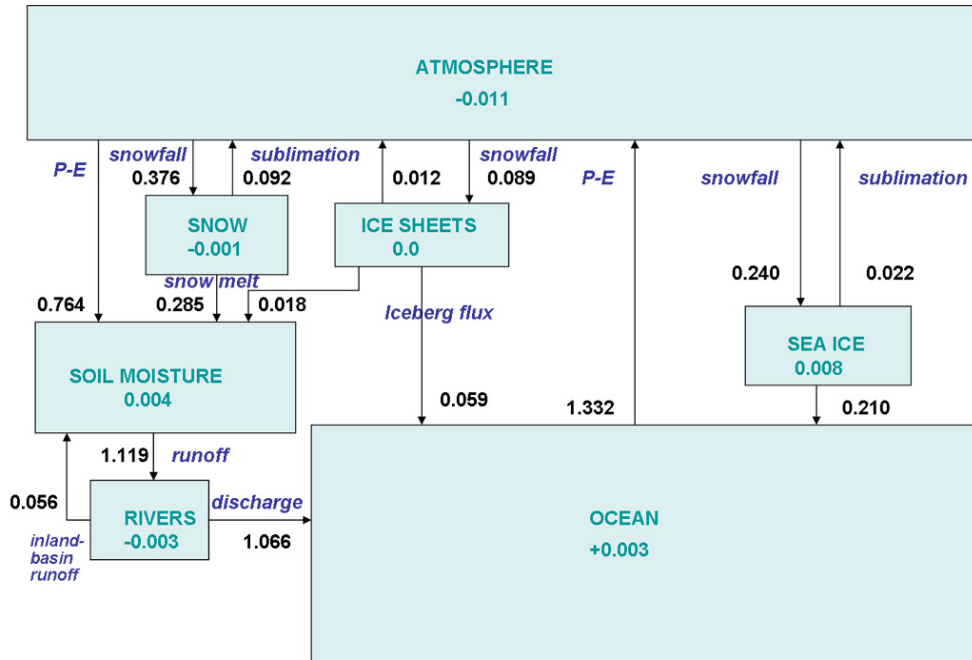 ATMOSPHERE
-0.011
P-E
snowfall
0.376
sublimation
0.092
0.012
snowfall
0.089
P-E
snowfall
sublimation
SNOW
-0.001
ICE SHEETS
0.0
snow melt
0.764
0.285
0.018
Iceberg flux
0.240
0.022
SEA ICE
0.008
SOIL MOISTURE
0.004
0.059
1.332
0.210
1.119
runoff
0.056
RIVERS
-0.003
discharge
1.066
inland-
basin
runoff
OCEAN
+0.003